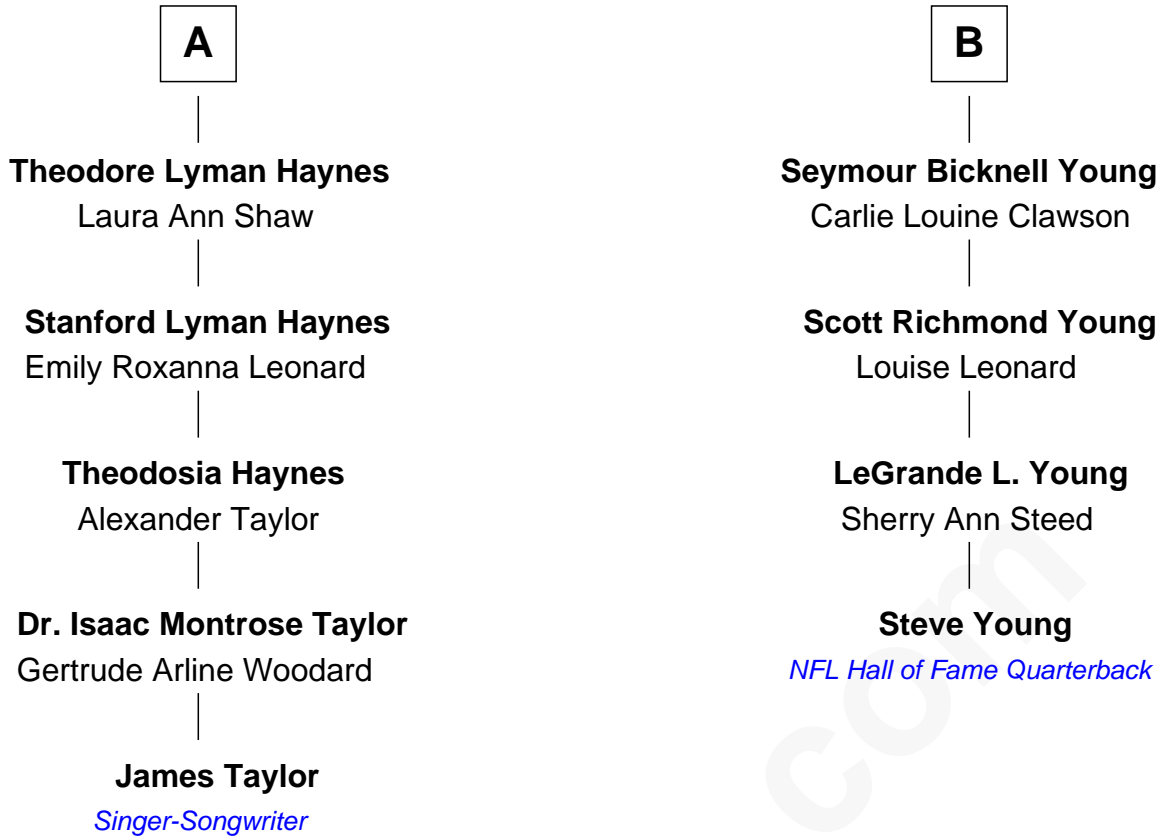 A
Theodore Lyman Haynes
Laura Ann Shaw
Stanford Lyman Haynes
Emily Roxanna Leonard
Theodosia Haynes
Alexander Taylor
Dr. Isaac Montrose Taylor
Gertrude Arline Woodard
James Taylor
Singer-Songwriter
B
Seymour Bicknell Young
Carlie Louine Clawson
Scott Richmond Young
Louise Leonard
LeGrande L. Young
Sherry Ann Steed
Steve Young
NFL Hall of Fame Quarterback
com